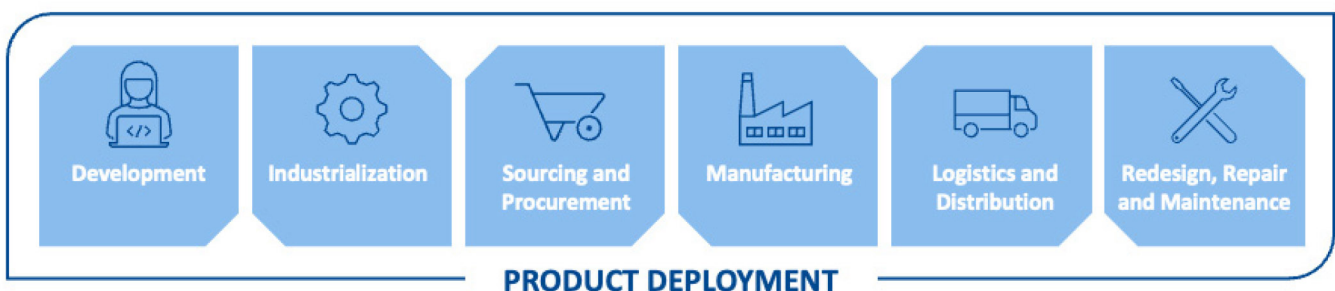 </>
Development
Industrialization
Sourcing and
Procurement
Manufacturing
Logistics and
Distribution
Redesign, Repair
and Maintenance
PRODUCT DEPLOYMENT